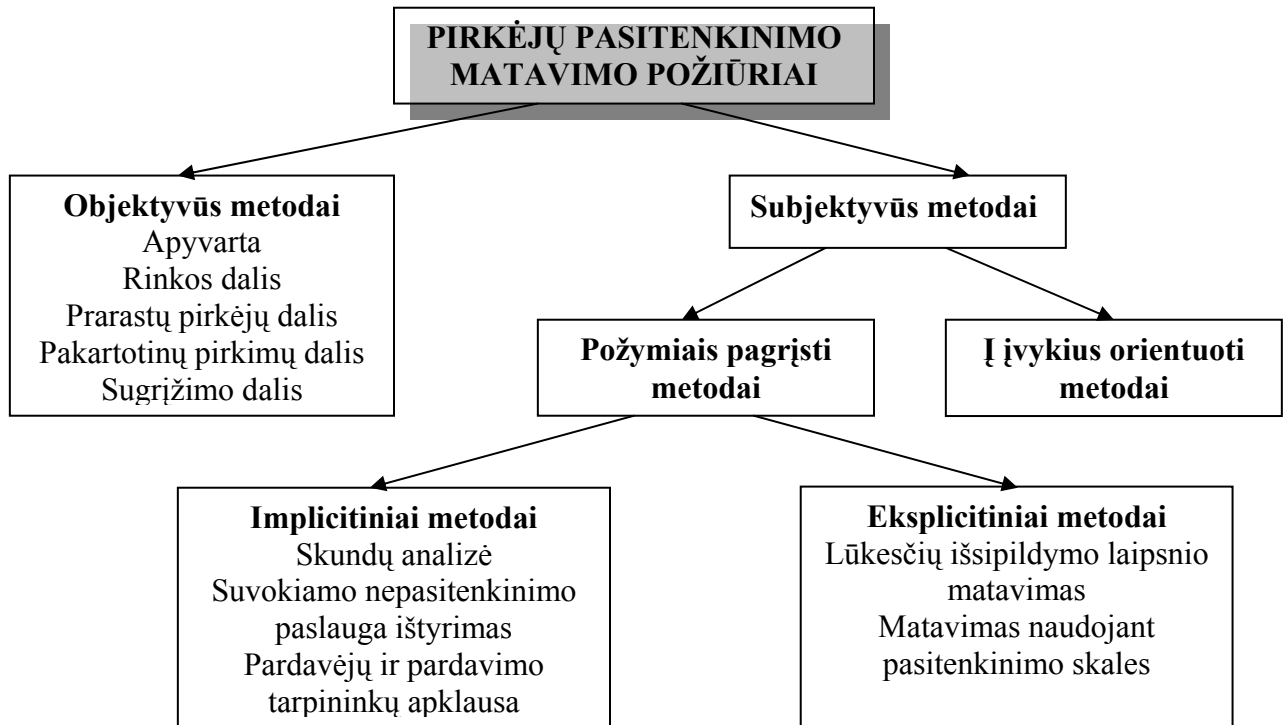 PIRKĖJŲ PASITENKINIMO
MATAVIMO POŽIŪRIAI
Objektyvūs metodai
Apyvarta
Rinkos dalis
Prarastų pirkėjų dalis
Pakartotinų pirkimų dalis
Sugrįžimo dalis
Subjektyvūs metodai
Požymiais pagrįsti
metodai
Į įvykius orientuoti
metodai
Implicitiniai metodai
Skundų analizė
Suvokiamo nepasitenkinimo
paslauga ištyrimas
Pardavėjų ir pardavimo
tarpininkų apklausa
Eksplicitiniai metodai
Lūkesčių išsipildymo laipsnio
matavimas
Matavimas naudojant
pasitenkinimo skales